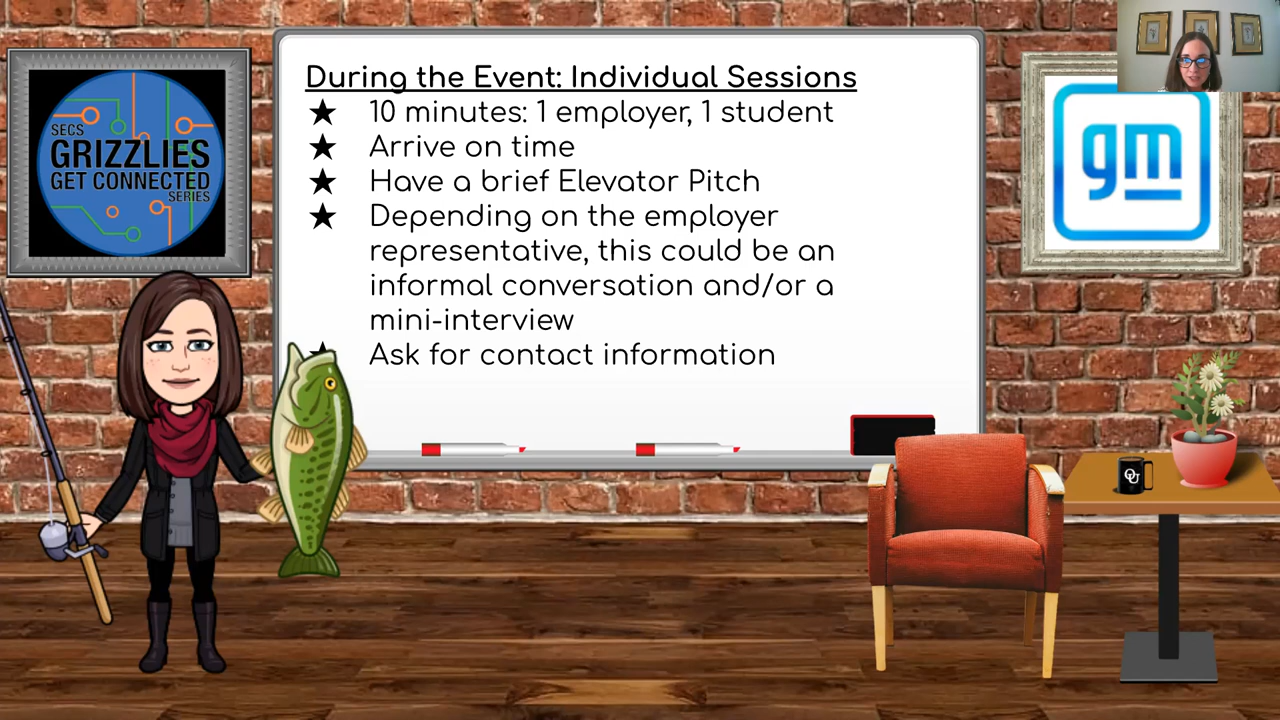 During the Event: Individual Sessions
★ 10 minutes: 1 employer, 1 student
★ Arrive on time
★ Have a brief Elevator Pitch
★ Depending on the employer
representative, this could be an
informal conversation and/or a
mini-interview
★ Ask for contact information
SECS
GRIZZLIES
GET CONNECTED
SERIES
gm
OU